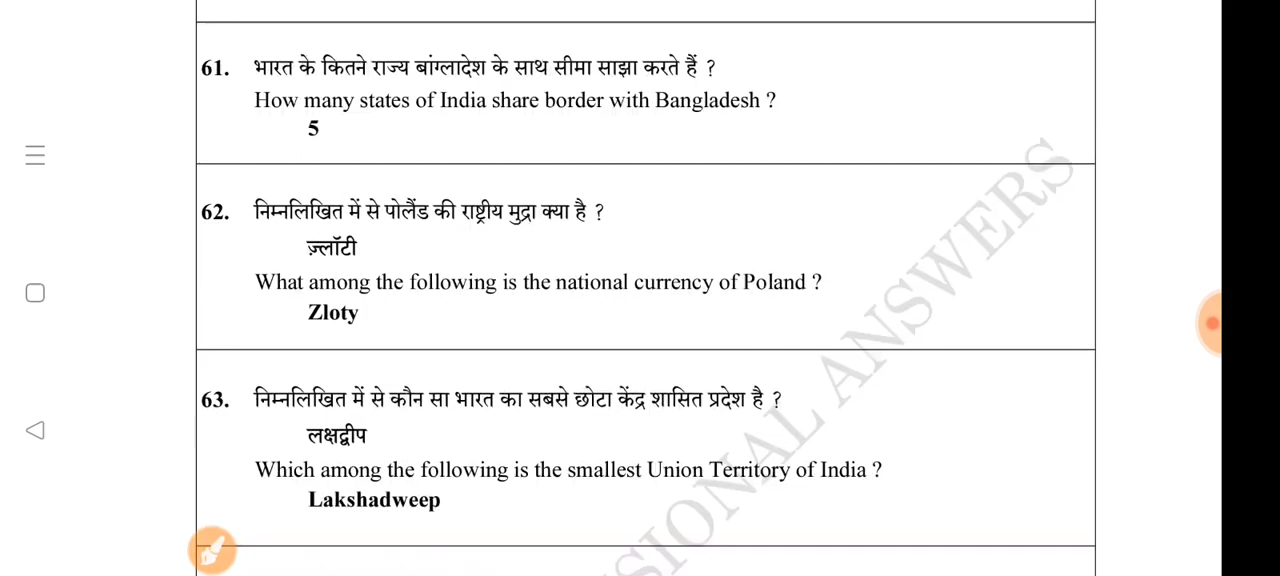 61. भारत के कितने राज्य बांग्लादेश के साथ सीमा साझा करते हैं ?
How many states of India share border with Bangladesh ?
5
62. निम्नलिखित में से पोलैंड की राष्ट्रीय मुद्रा क्या है ?
ज़्लॉटी
What among the following is the national currency of Poland ?
Zloty
63. निम्नलिखित में से कौन सा भारत का सबसे छोटा केंद्र शासित प्रदेश है ?
लक्षद्वीप
Which among the following is the smallest Union Territory of India ?
Lakshadweep
SIONAL ANSWERS